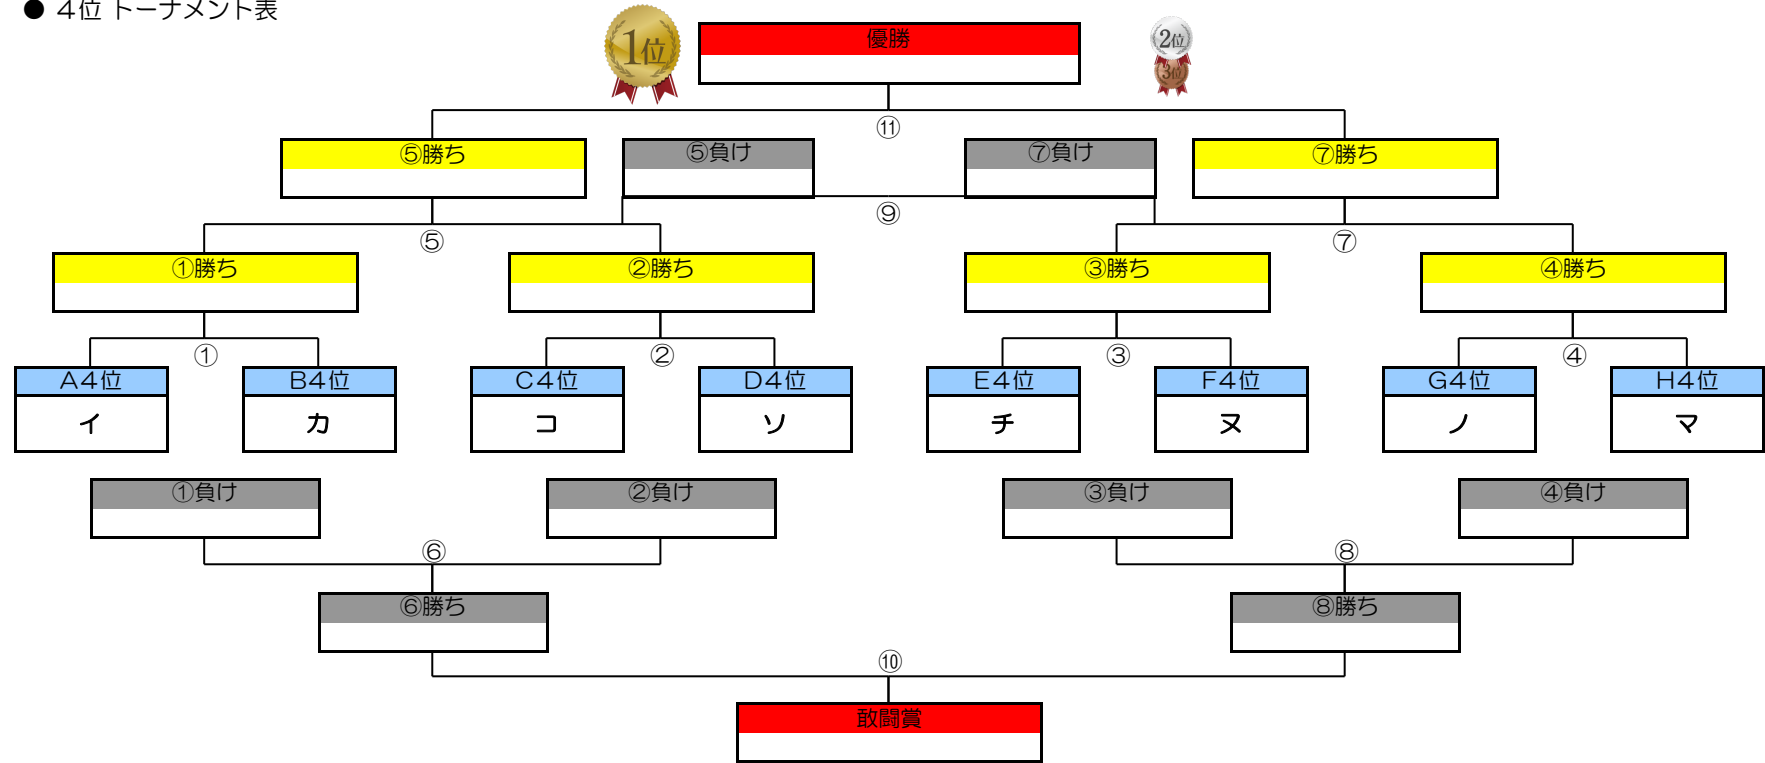 ● 4位 トーナメント表
1位
優勝
2位
3位
⑪
⑤勝ち
⑤負け
⑦負け
⑦勝ち
⑨
⑤
⑦
①勝ち
②勝ち
③勝ち
④勝ち
①
②
③
④
A4位
B4位
C4位
D4位
E4位
F4位
G4位
H4位
イ
カ
コ
ソ
チ
ヌ
ノ
マ
①負け
②負け
③負け
④負け
⑥
⑧
⑥勝ち
⑧勝ち
⑩
敢闘賞